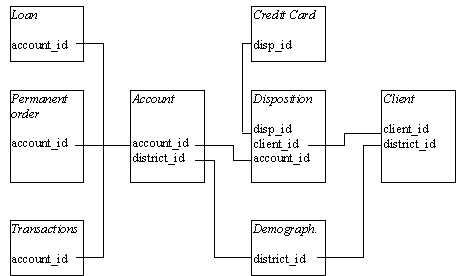 Loan
account_id
Credit Card
disp_id
Permanent
order
account_id
Account
account_id
district_id
Disposition
disp_id
client_id
account_id
Client
client_id
district_id
Transactions
account_id
Demograph.
district_id